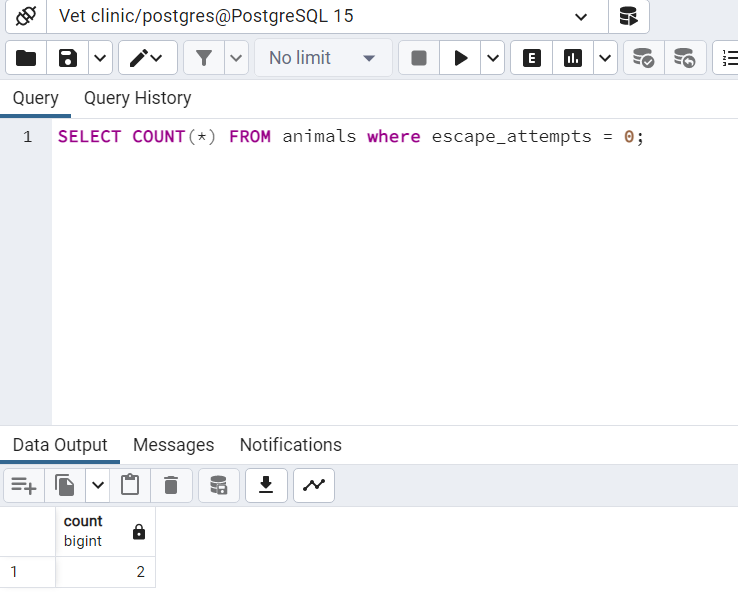 Vet clinic/postgres@PostgreSQL 15
No limit
E
Query Query History
1 SELECT COUNT(*) FROM animals where escape_attempts = 0;
Data Output Messages Notifications
count
bigint
1 2